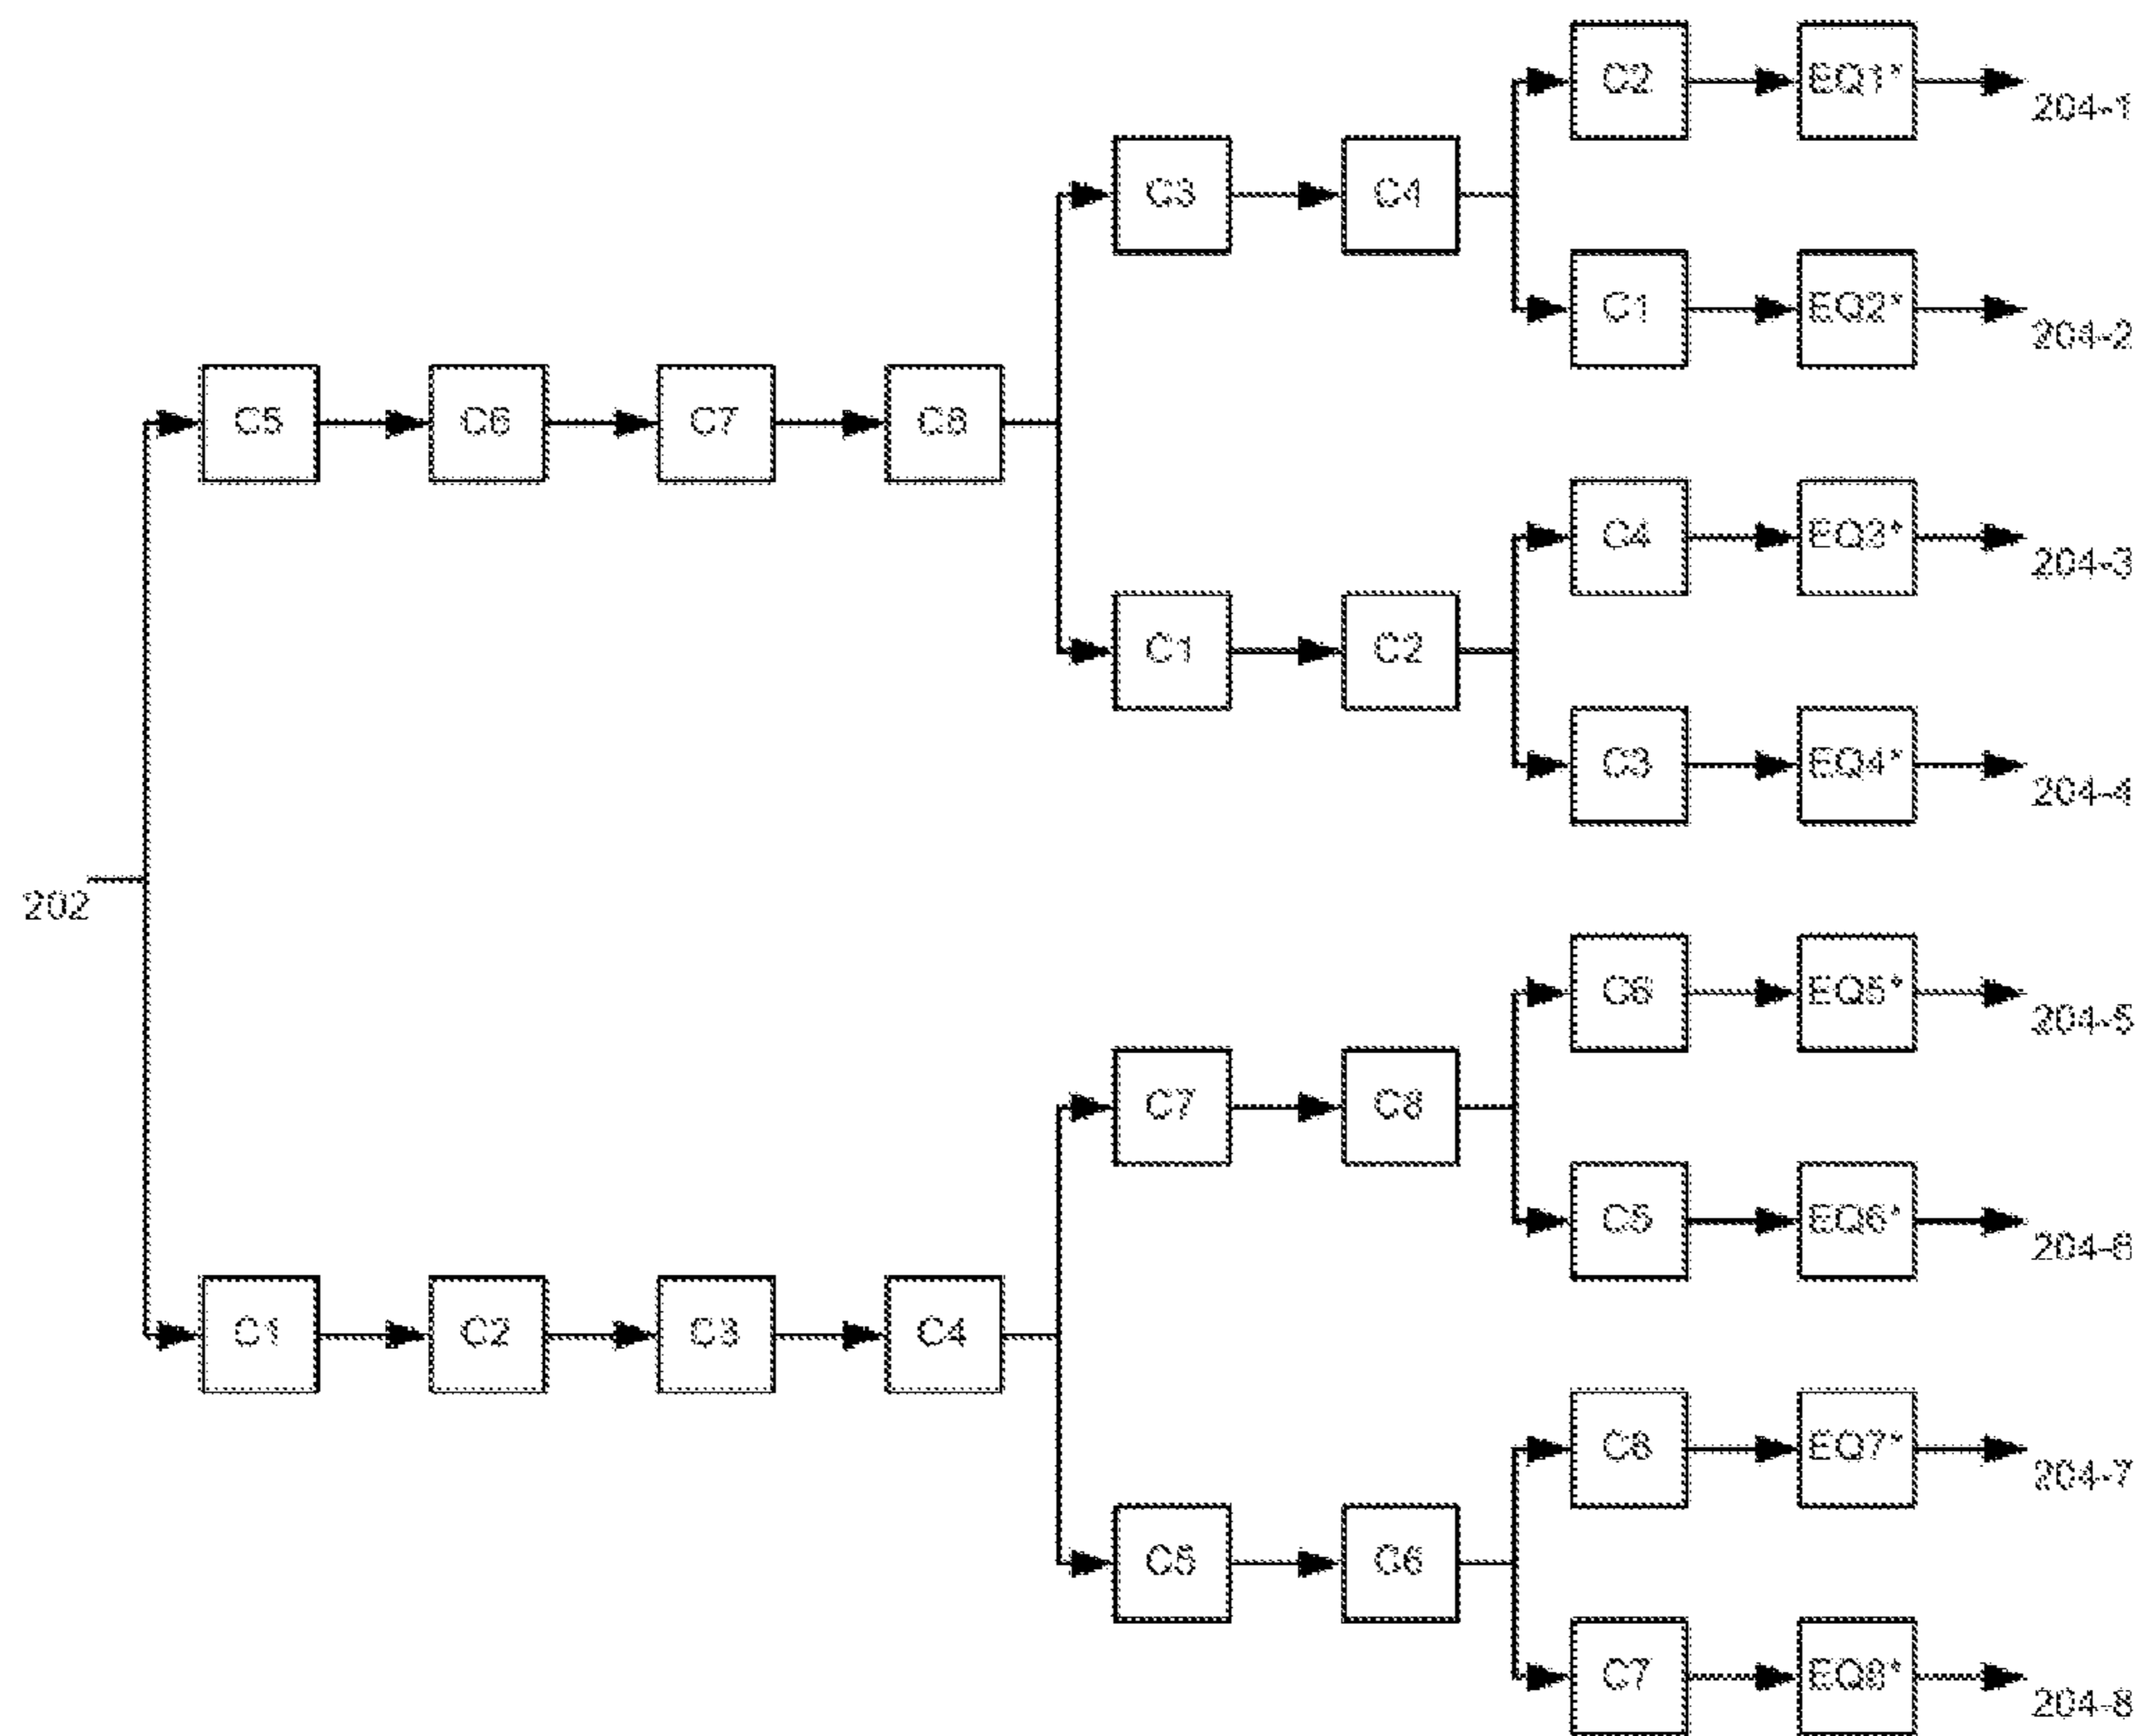 C2 EQ1* 204-1
C3 C4
C1 EQ2* 204-2
C5 C6 C7 C8
C4 EQ3* 204-3
C1 C2
C3 EQ4* 204-4
202
C6 EQ5* 204-5
C7 C8
C5 EQ6* 204-6
C1 C2 C3 C4
C8 EQ7* 204-7
C5 C6
C7 EQ8* 204-8